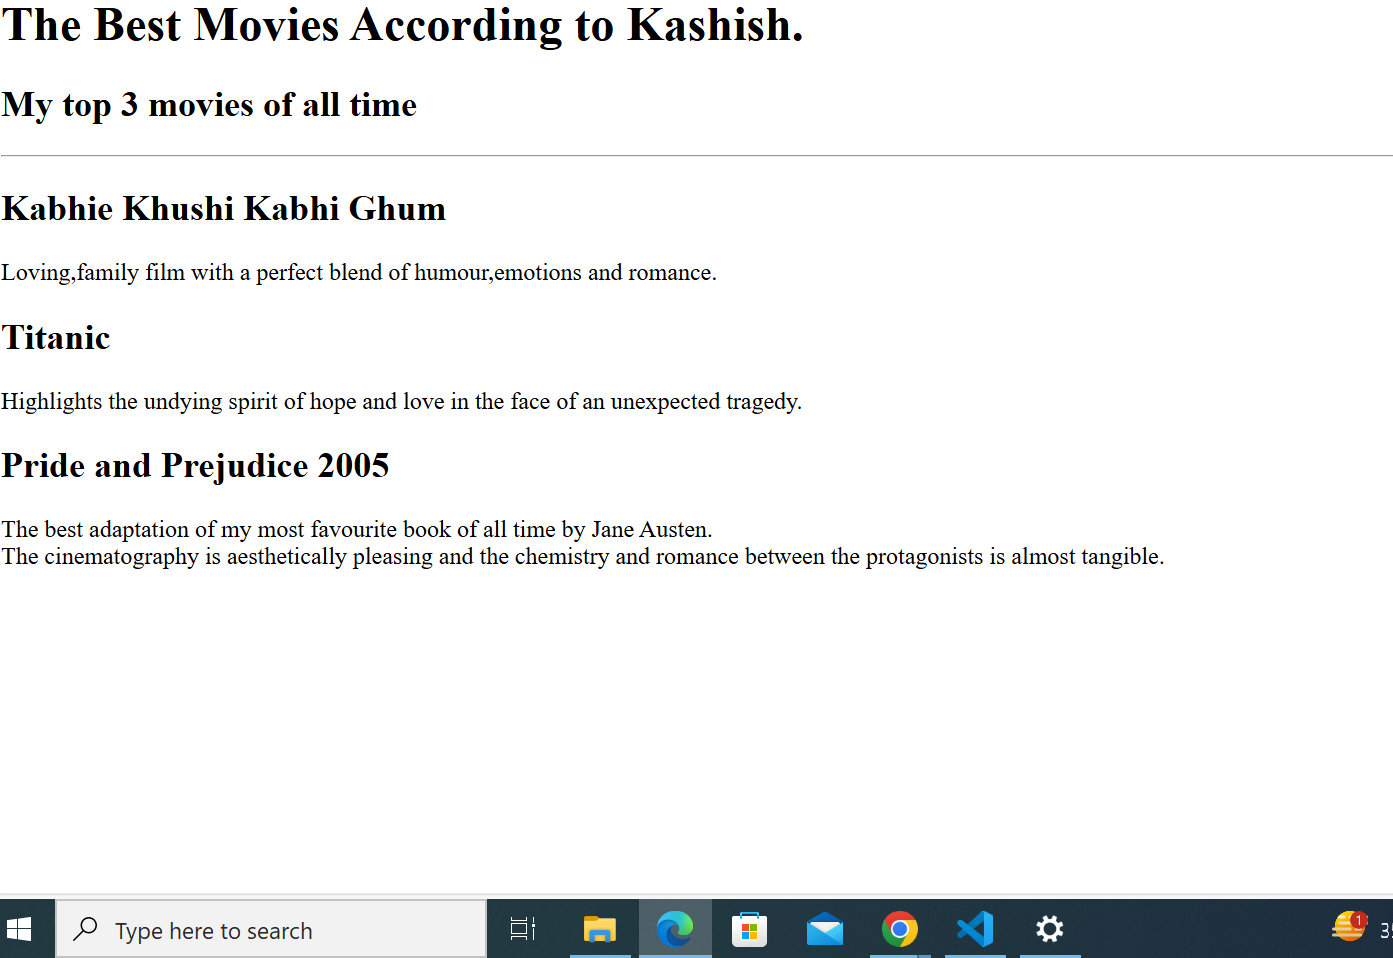 The Best Movies According to Kashish.
My top 3 movies of all time
Kabhie Khushi Kabhi Ghum
Loving,family film with a perfect blend of humour,emotions and romance.
Titanic
Highlights the undying spirit of hope and love in the face of an unexpected tragedy.
Pride and Prejudice 2005
The best adaptation of my most favourite book of all time by Jane Austen.
The cinematography is aesthetically pleasing and the chemistry and romance between the protagonists is almost tangible.
Type here to search
1